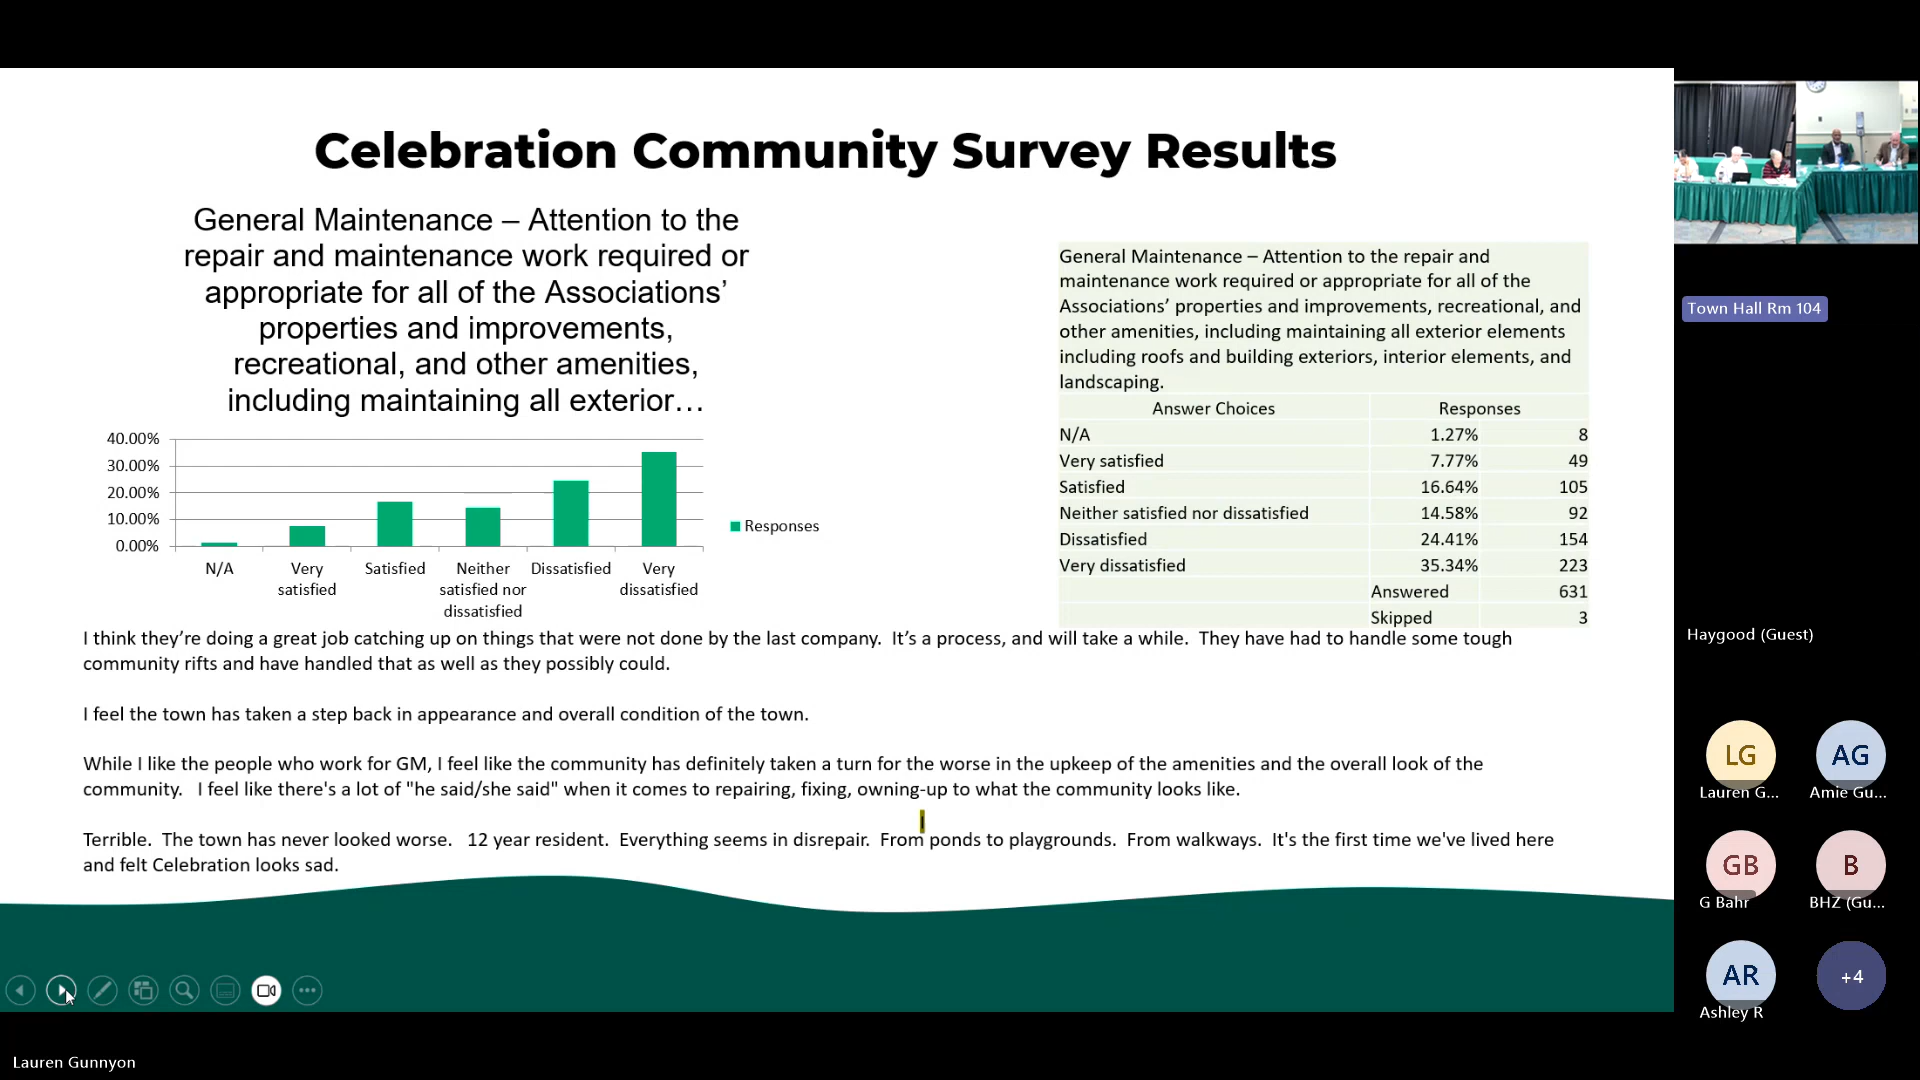 Celebration Community Survey Results
General Maintenance – Attention to the
repair and maintenance work required or
appropriate for all of the Associations’
properties and improvements,
recreational, and other amenities,
including maintaining all exterior…
40.00%
30.00%
20.00%
10.00%
0.00%
N/A
Very
satisfied
Satisfied
Neither
satisfied nor
dissatisfied
Dissatisfied
Very
dissatisfied
Responses
General Maintenance – Attention to the repair and
maintenance work required or appropriate for all of the
Associations’ properties and improvements, recreational, and
other amenities, including maintaining all exterior elements
including roofs and building exteriors, interior elements, and
landscaping.
Answer Choices Responses
N/A 1.27% 8
Very satisfied 7.77% 49
Satisfied 16.64% 105
Neither satisfied nor dissatisfied 14.58% 92
Dissatisfied 24.41% 154
Very dissatisfied 35.34% 223
Answered 631
Skipped 3
I think they’re doing a great job catching up on things that were not done by the last company.  It’s a process, and will take a while.  They have had to handle some tough
community rifts and have handled that as well as they possibly could.
I feel the town has taken a step back in appearance and overall condition of the town.
While I like the people who work for GM, I feel like the community has definitely taken a turn for the worse in the upkeep of the amenities and the overall look of the
community.   I feel like there's a lot of "he said/she said" when it comes to repairing, fixing, owning-up to what the community looks like.
Terrible.  The town has never looked worse.   12 year resident.  Everything seems in disrepair.  From ponds to playgrounds.  From walkways.  It's the first time we've lived here
and felt Celebration looks sad.
Town Hall Rm 104
Haygood (Guest)
LG
Lauren G...
AG
Amie Gu...
GB
G Bahr
B
BHZ (Gu...
AR
Ashley R
+4
Lauren Gunnyon